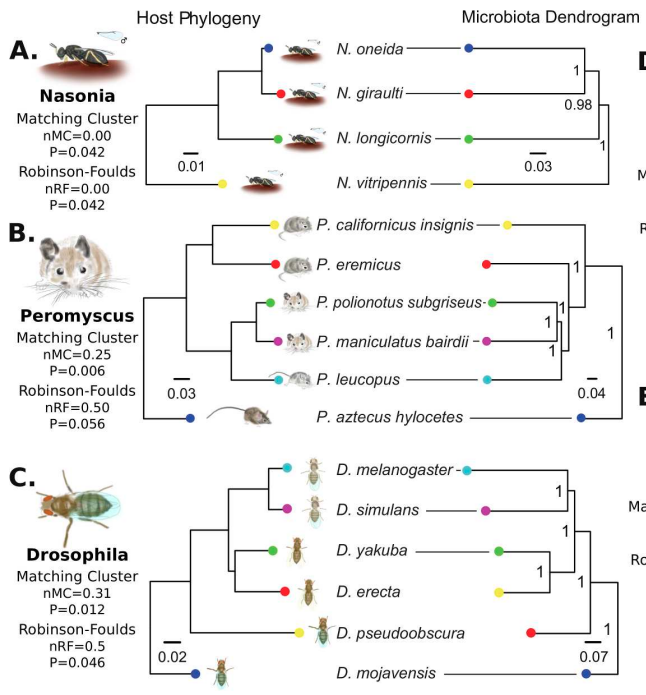 Host Phylogeny
Microbiota Dendrogram
A.
Nasonia
Matching Cluster
nMC=0.00
P=0.042
Robinson-Foulds
nRF=0.00
P=0.042
0.01
N. oneida
N. giraulti
N. longicornis
N. vitripennis
1
0.98
1
0.03
B.
Peromyscus
Matching Cluster
nMC=0.25
P=0.006
Robinson-Foulds
nRF=0.50
P=0.056
0.03
P. californicus insignis
P. eremicus
P. polionotus subgriseus
P. maniculatus bairdii
P. leucopus
P. aztecus hylocetes
1
1
1
1
0.04
C.
Drosophila
Matching Cluster
nMC=0.31
P=0.012
Robinson-Foulds
nRF=0.5
P=0.046
0.02
D. melanogaster
D. simulans
D. yakuba
D. erecta
D. pseudoobscura
D. mojavensis
1
1
1
1
0.07
M
R
E
Ma
Ro